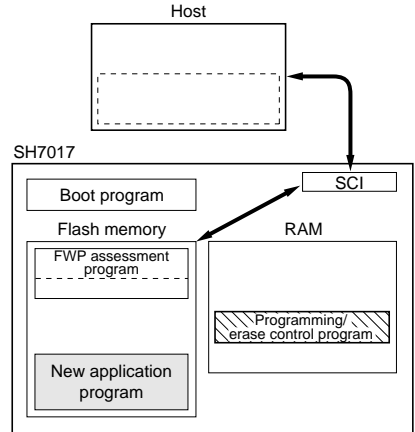 Host
SH7017
SCI
Boot program
Flash memory
RAM
FWP assessment
program
Programming/
erase control program
New application
program